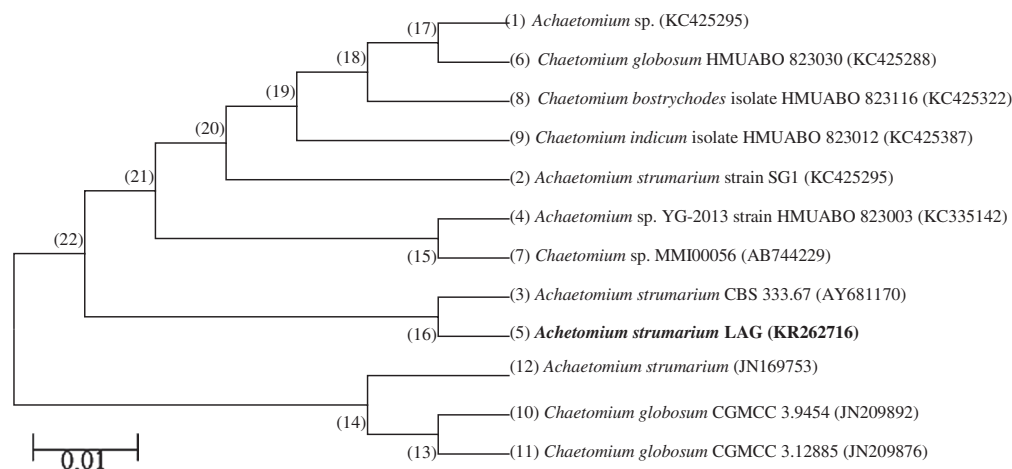 (1) Achaetomium sp. (KC425295)
(17)
(18)
(6) Chaetomium globosum HMUABO 823030 (KC425288)
(19)
(8) Chaetomium bostrychodes isolate HMUABO 823116 (KC425322)
(20)
(9) Chaetomium indicum isolate HMUABO 823012 (KC425387)
(21)
(2) Achaetomium strumarium strain SG1 (KC425295)
(4) Achaetomium sp. YG-2013 strain HMUABO 823003 (KC335142)
(22)
(15)
(7) Chaetomium sp. MMI00056 (AB744229)
(3) Achaetomium strumarium CBS 333.67 (AY681170)
(16)
(5) Achetomium strumarium LAG (KR262716)
(12) Achaetomium strumarium (JN169753)
(10) Chaetomium globosum CGMCC 3.9454 (JN209892)
(14)
(13)
(11) Chaetomium globosum CGMCC 3.12885 (JN209876)
0.01